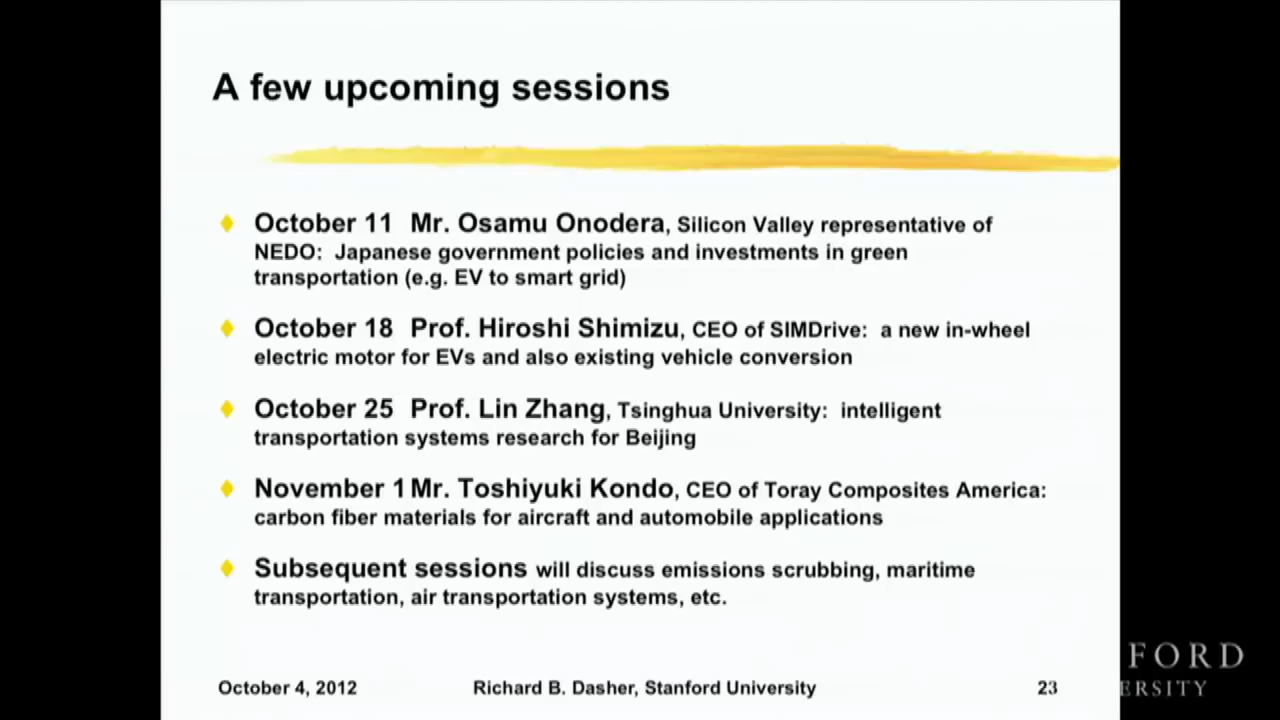 A few upcoming sessions
October 11 Mr. Osamu Onodera, Silicon Valley representative of
NEDO: Japanese government policies and investments in green
transportation (e.g. EV to smart grid)
October 18 Prof. Hiroshi Shimizu, CEO of SIMDrive: a new in-wheel
electric motor for EVs and also existing vehicle conversion
October 25 Prof. Lin Zhang, Tsinghua University: intelligent
transportation systems research for Beijing
November 1 Mr. Toshiyuki Kondo, CEO of Toray Composites America:
carbon fiber materials for aircraft and automobile applications
Subsequent sessions will discuss emissions scrubbing, maritime
transportation, air transportation systems, etc.
October 4, 2012 Richard B. Dasher, Stanford University 23
FORD
ERSITY